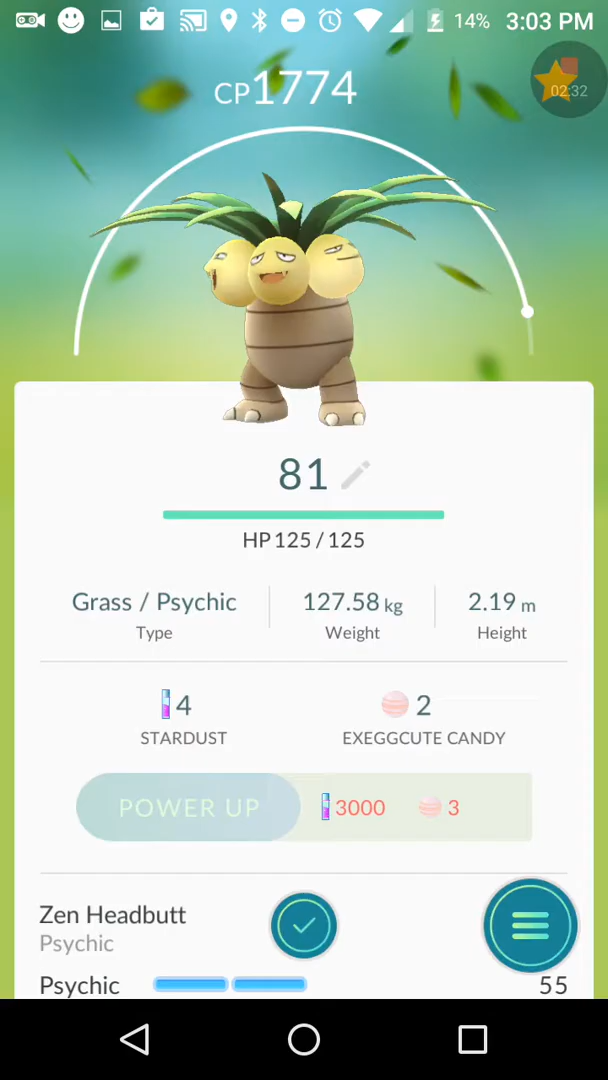 14% 3:03 PM
CP1774
02:32
81
HP 125 / 125
Grass / Psychic 127.58 kg 2.19 m
Type Weight Height
4 2
STARDUST EXEGGCUTE CANDY
POWER UP 3000 3
Zen Headbutt
Psychic
Psychic 55